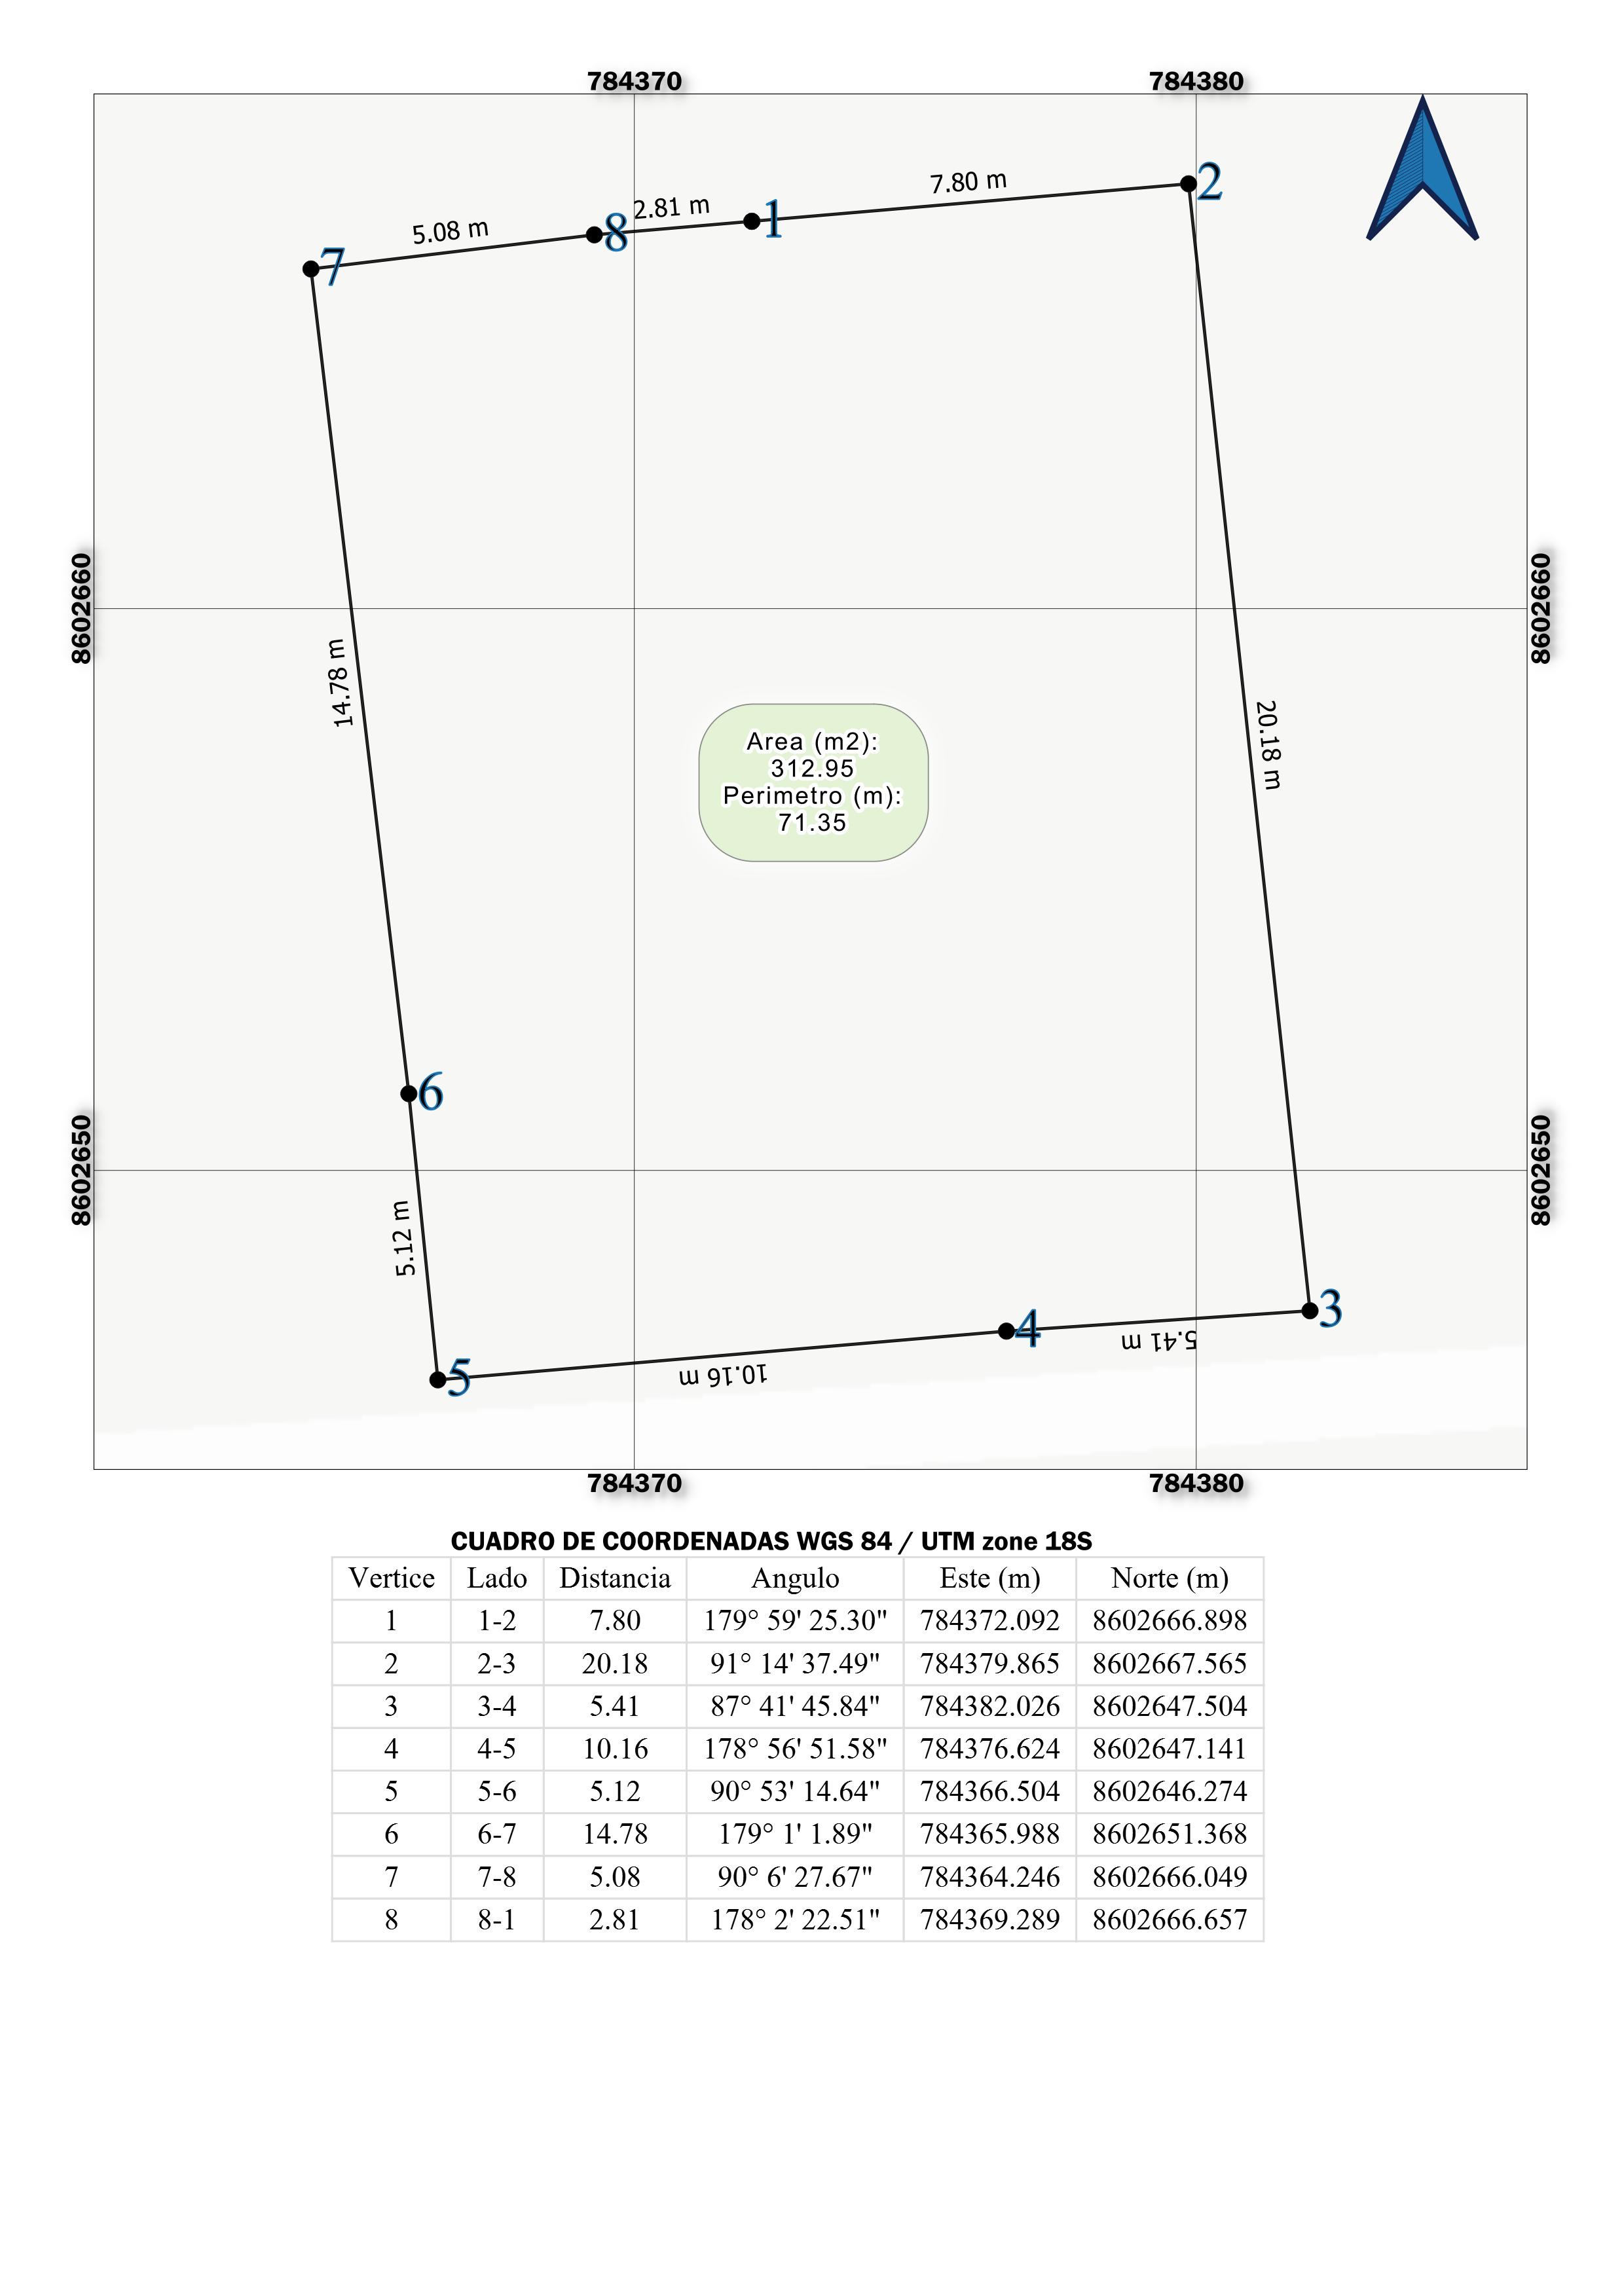 784370 784380
2
7.80 m
2.81 m
1
5.08 m
8
7
8602660 8602660
14.78 m
20.18 m
Area (m2):
312.95
Perimetro (m):
71.35
6
8602650 8602650
5.12 m
3
4
5.41 m
10.16 m
5
784370 784380
CUADRO DE COORDENADAS WGS 84 / UTM zone 18S
Vertice Lado Distancia Angulo Este (m) Norte (m)
1 1-2 7.80 179° 59' 25.30" 784372.092 8602666.898
2 2-3 20.18 91° 14' 37.49" 784379.865 8602667.565
3 3-4 5.41 87° 41' 45.84" 784382.026 8602647.504
4 4-5 10.16 178° 56' 51.58" 784376.624 8602647.141
5 5-6 5.12 90° 53' 14.64" 784366.504 8602646.274
6 6-7 14.78 179° 1' 1.89" 784365.988 8602651.368
7 7-8 5.08 90° 6' 27.67" 784364.246 8602666.049
8 8-1 2.81 178° 2' 22.51" 784369.289 8602666.657